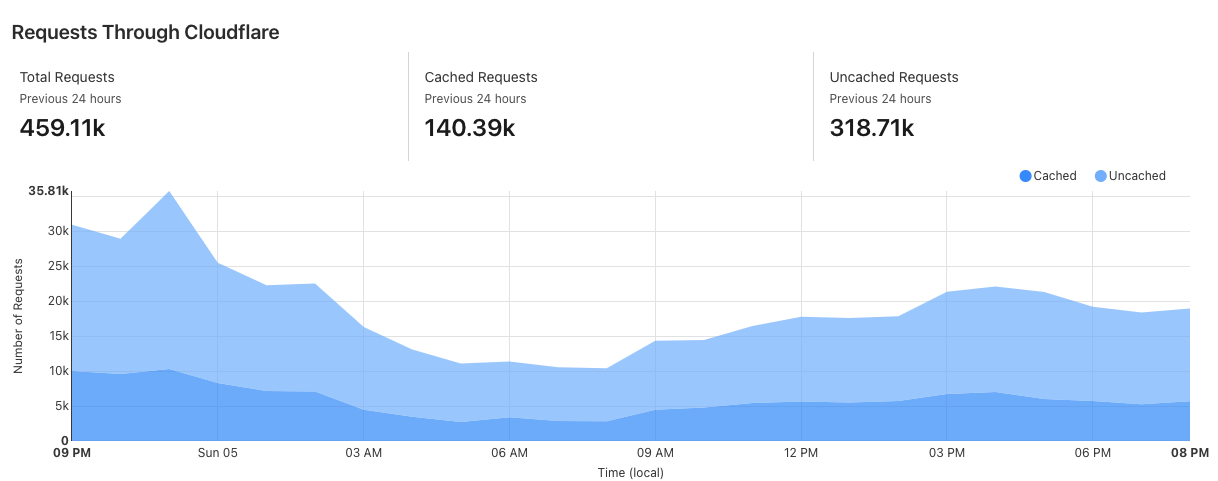 Requests Through Cloudflare
Total Requests
Previous 24 hours
459.11k
Cached Requests
Previous 24 hours
140.39k
Uncached Requests
Previous 24 hours
318.71k
Cached
Uncached
Number of Requests
35.81k
30k
25k
20k
15k
10k
5k
0
09 PM
Sun 05
03 AM
06 AM
09 AM
12 PM
03 PM
06 PM
08 PM
Time (local)